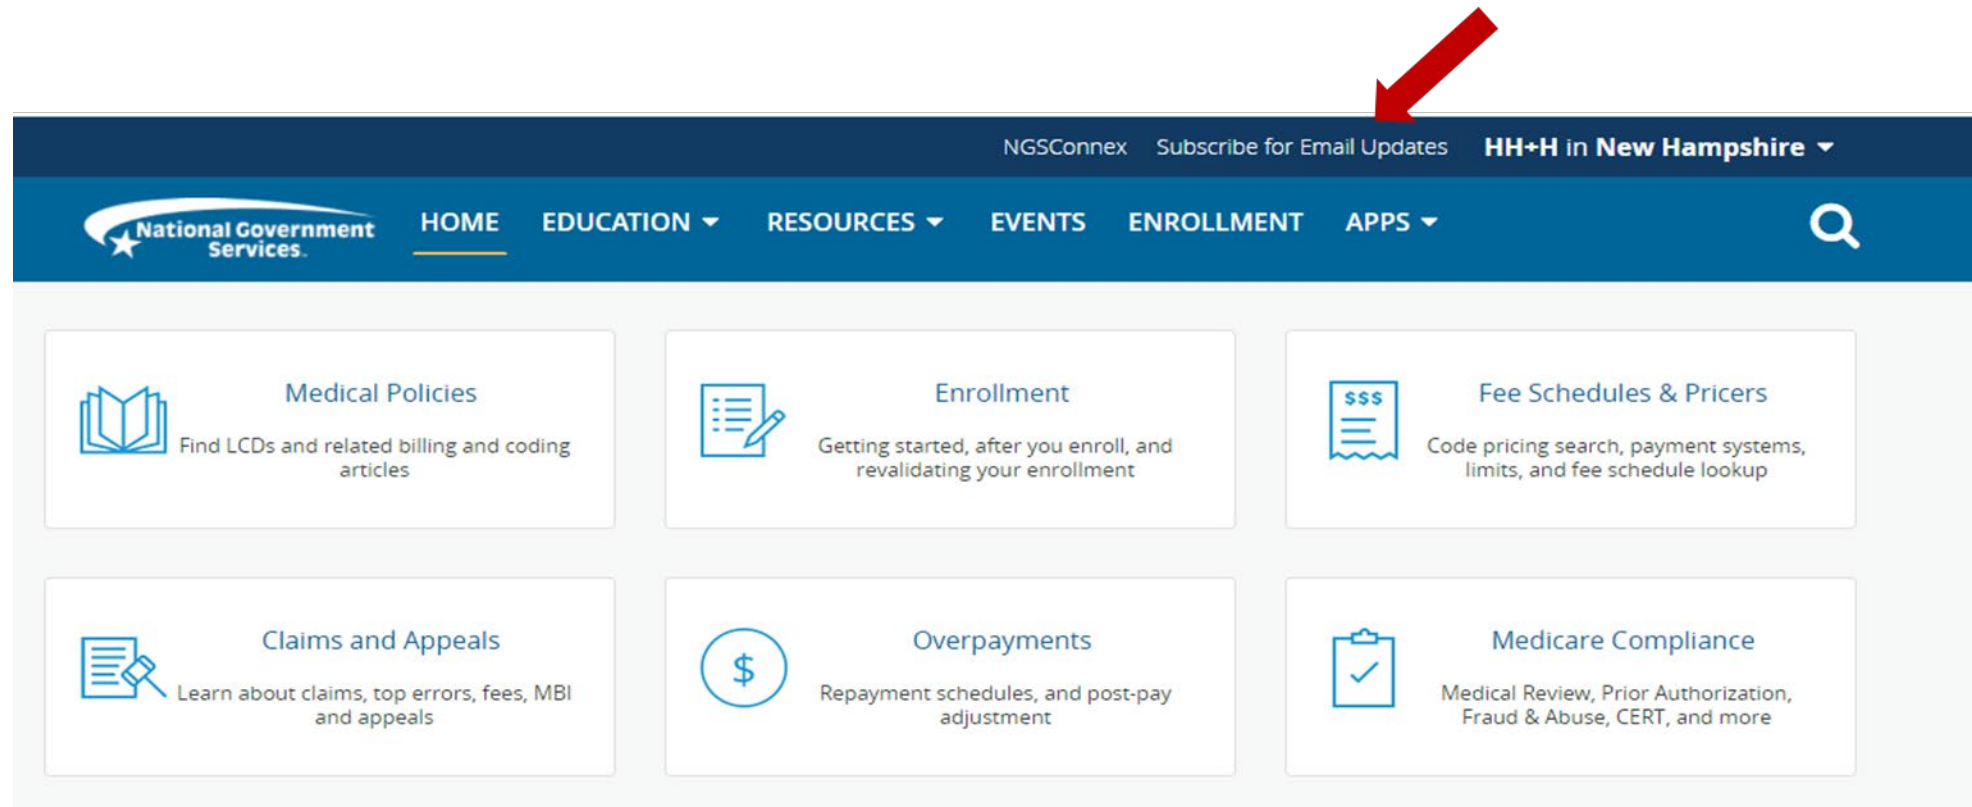 NGSConnex Subscribe for Email Updates HH+H in New Hampshire
National Government
Services.
HOME EDUCATION RESOURCES EVENTS ENROLLMENT APPS
Medical Policies
Find LCDs and related billing and coding
articles
Enrollment
Getting started, after you enroll, and
revalidating your enrollment
$$$
Fee Schedules & Pricers
Code pricing search, payment systems,
limits, and fee schedule lookup
Claims and Appeals
Learn about claims, top errors, fees, MBI
and appeals
$
Overpayments
Repayment schedules, and post-pay
adjustment
Medicare Compliance
Medical Review, Prior Authorization,
Fraud & Abuse, CERT, and more